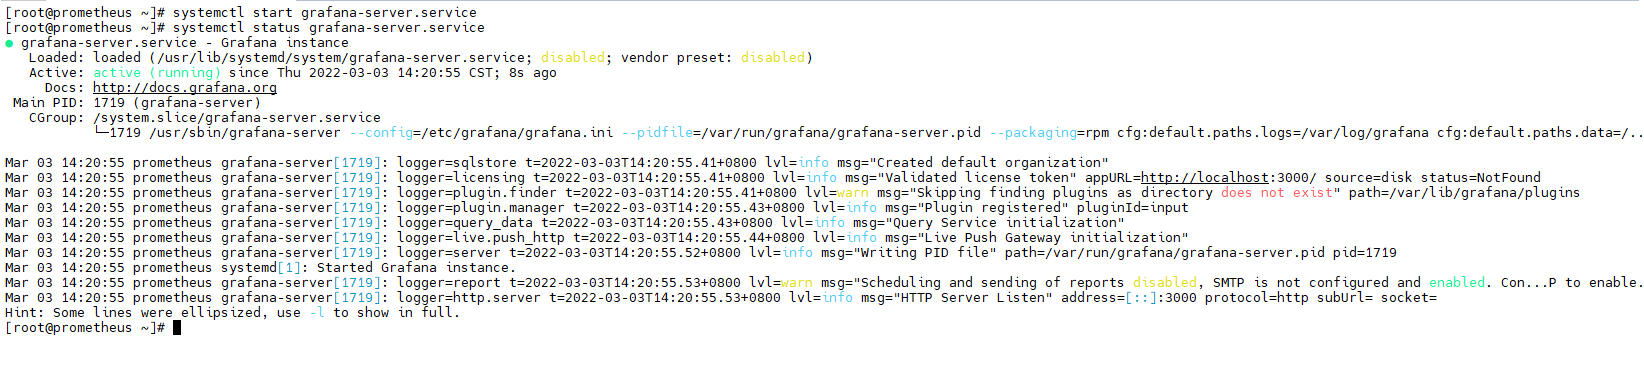 [root@prometheus ~]# systemctl start grafana-server.service
[root@prometheus ~]# systemctl status grafana-server.service
● grafana-server.service - Grafana instance
   Loaded: loaded (/usr/lib/systemd/system/grafana-server.service; disabled; vendor preset: disabled)
   Active: active (running) since Thu 2022-03-03 14:20:55 CST; 8s ago
     Docs: http://docs.grafana.org
 Main PID: 1719 (grafana-server)
   CGroup: /system.slice/grafana-server.service
           └─1719 /usr/sbin/grafana-server --config=/etc/grafana/grafana.ini --pidfile=/var/run/grafana/grafana-server.pid --packaging=rpm cfg:default.paths.logs=/var/log/grafana cfg:default.paths.data=/...
Mar 03 14:20:55 prometheus grafana-server[1719]: logger=sqlstore t=2022-03-03T14:20:55.41+0800 lvl=info msg="Created default organization"
Mar 03 14:20:55 prometheus grafana-server[1719]: logger=licensing t=2022-03-03T14:20:55.41+0800 lvl=info msg="Validated license token" appURL=http://localhost:3000/ source=disk status=NotFound
Mar 03 14:20:55 prometheus grafana-server[1719]: logger=plugin.finder t=2022-03-03T14:20:55.41+0800 lvl=warn msg="Skipping finding plugins as directory does not exist" path=/var/lib/grafana/plugins
Mar 03 14:20:55 prometheus grafana-server[1719]: logger=plugin.manager t=2022-03-03T14:20:55.43+0800 lvl=info msg="Plugin registered" pluginId=input
Mar 03 14:20:55 prometheus grafana-server[1719]: logger=query_data t=2022-03-03T14:20:55.43+0800 lvl=info msg="Query Service initialization"
Mar 03 14:20:55 prometheus grafana-server[1719]: logger=live.push_http t=2022-03-03T14:20:55.44+0800 lvl=info msg="Live Push Gateway initialization"
Mar 03 14:20:55 prometheus grafana-server[1719]: logger=server t=2022-03-03T14:20:55.52+0800 lvl=info msg="Writing PID file" path=/var/run/grafana/grafana-server.pid pid=1719
Mar 03 14:20:55 prometheus systemd[1]: Started Grafana instance.
Mar 03 14:20:55 prometheus grafana-server[1719]: logger=report t=2022-03-03T14:20:55.53+0800 lvl=warn msg="Scheduling and sending of reports disabled, SMTP is not configured and enabled. Con...P to enable.
Mar 03 14:20:55 prometheus grafana-server[1719]: logger=http.server t=2022-03-03T14:20:55.53+0800 lvl=info msg="HTTP Server Listen" address=[::]:3000 protocol=http subUrl= socket=
Hint: Some lines were ellipsized, use -l to show in full.
[root@prometheus ~]#